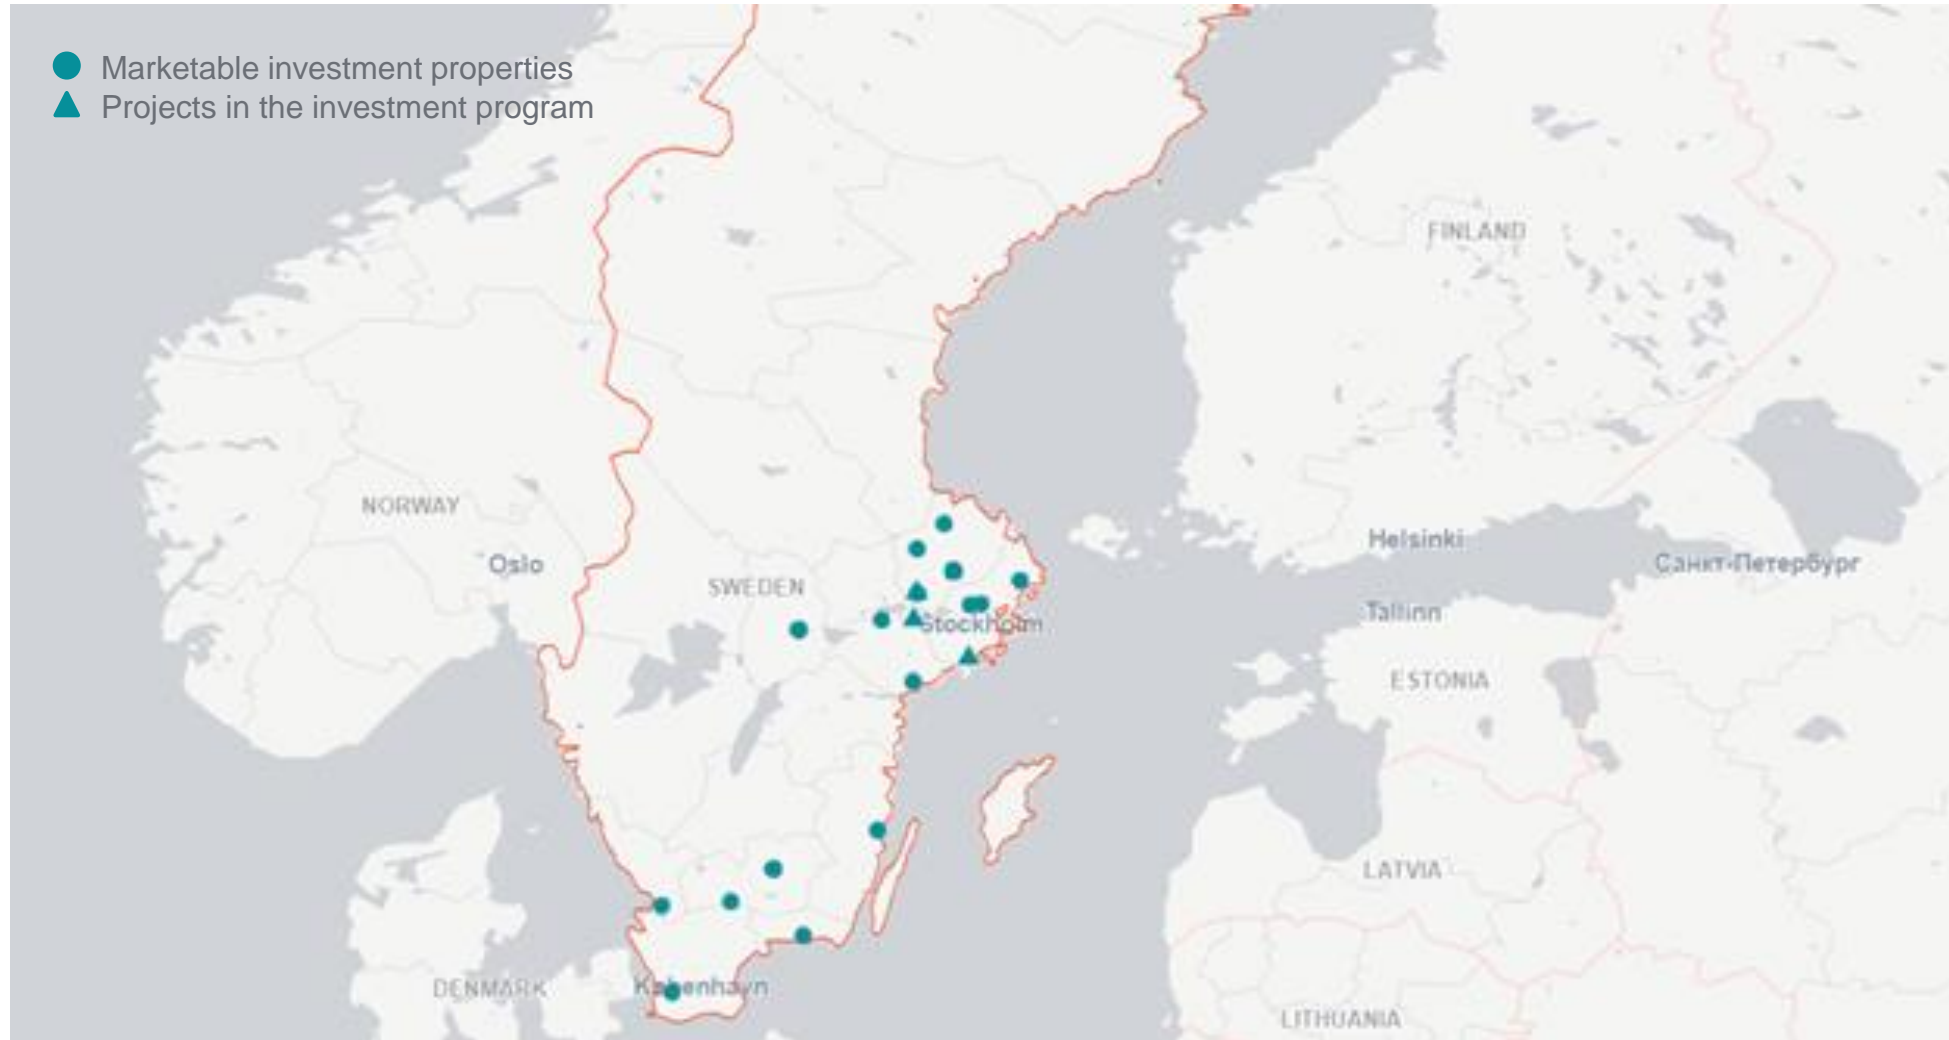 Marketable investment properties
Projects in the investment program
FINLAND
NORWAY
Oslo
Helsinki
Санкт-Петербург
SWEDEN
Tallinn
Stockholm
ESTONIA
LATVIA
DENMARK
København
LITHUANIA